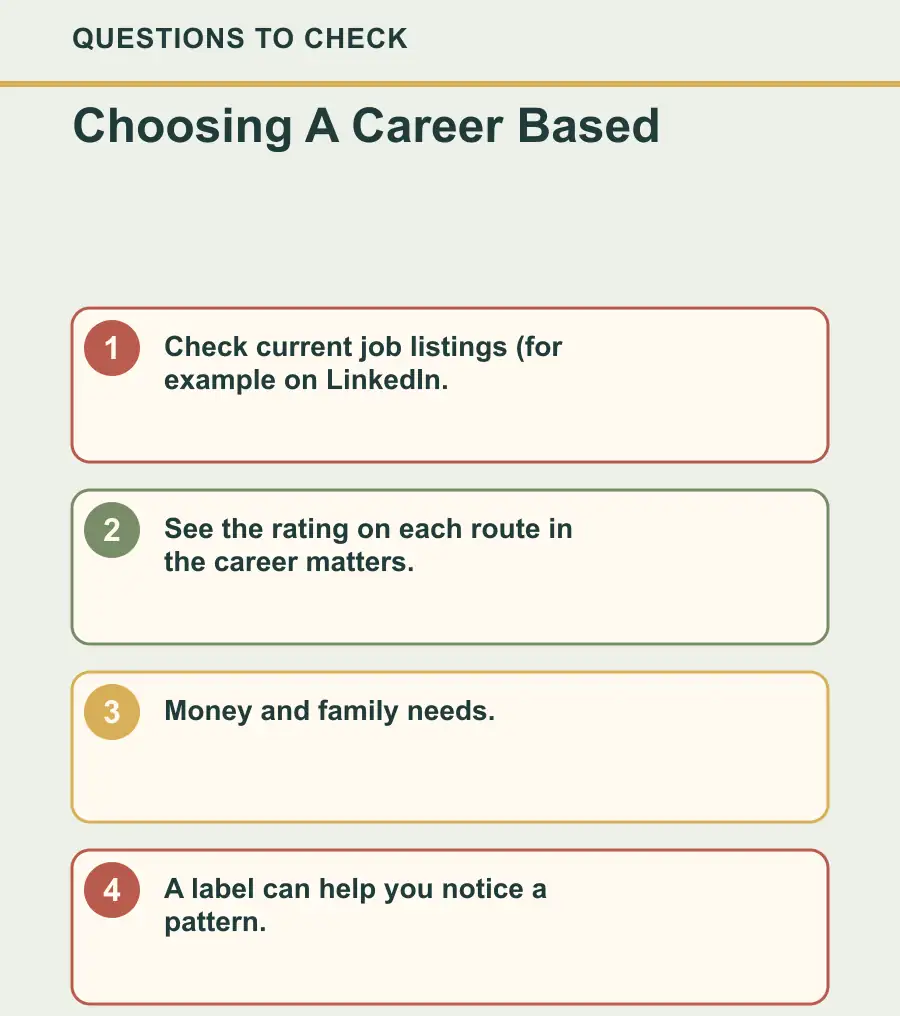 QUESTIONS TO CHECK
Choosing A Career Based
1
Check current job listings (for
example on LinkedIn.
2
See the rating on each route in
the career matters.
3
Money and family needs.
4
A label can help you notice a
pattern.